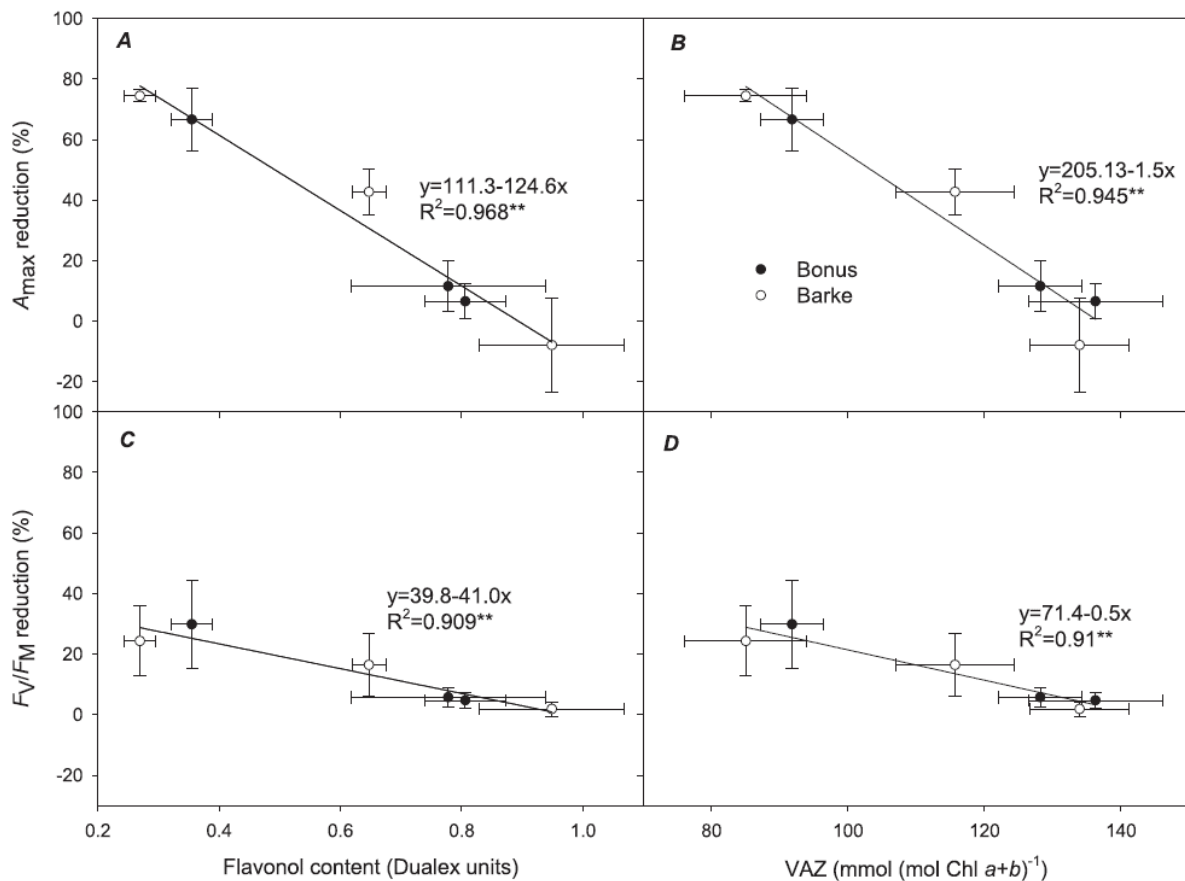 A
B
100
80
60
40
20
0
-20
A_max reduction (%)
y=111.3-124.6x
R²=0.968**
y=205.13-1.5x
R²=0.945**
Bonus
Barke
C
D
100
80
60
40
20
0
-20
F_V/F_M reduction (%)
y=39.8-41.0x
R²=0.909**
y=71.4-0.5x
R²=0.91**
0.2 0.4 0.6 0.8 1.0
80 100 120 140
Flavonol content (Dualex units)
VAZ (mmol (mol Chl a+b)⁻¹